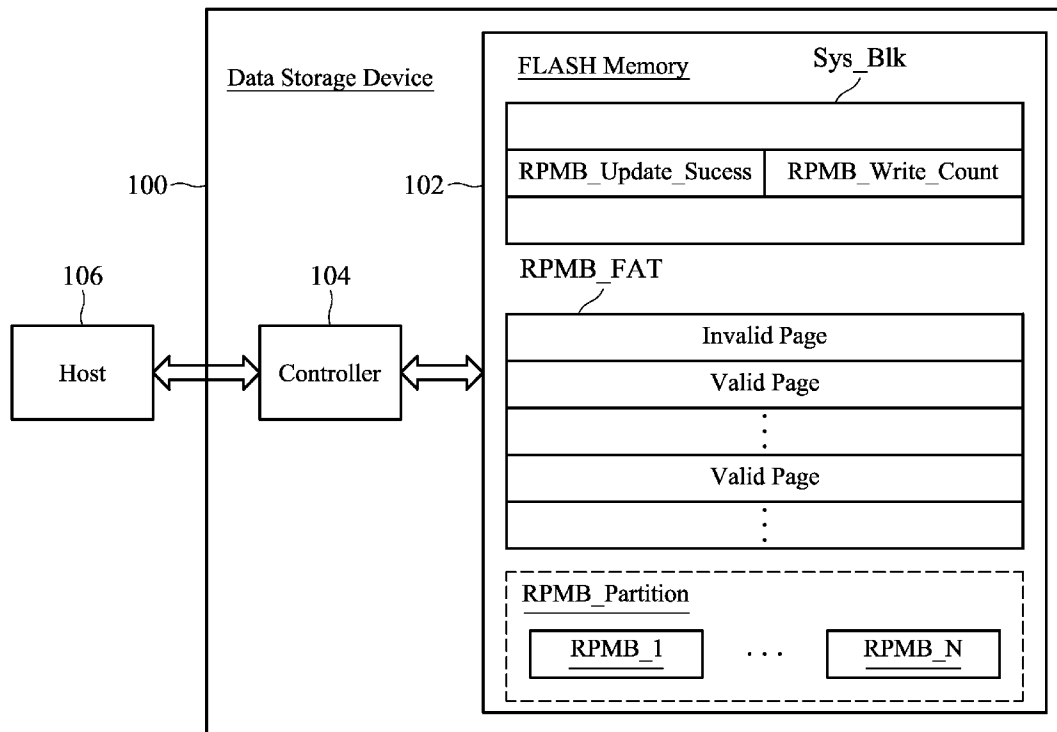 Data Storage Device
FLASH Memory
Sys_Blk
RPMB_Update_Sucess
RPMB_Write_Count
100
102
RPMB_FAT
106
104
Invalid Page
Host
Controller
Valid Page
Valid Page
RPMB_Partition
RPMB_1
RPMB_N